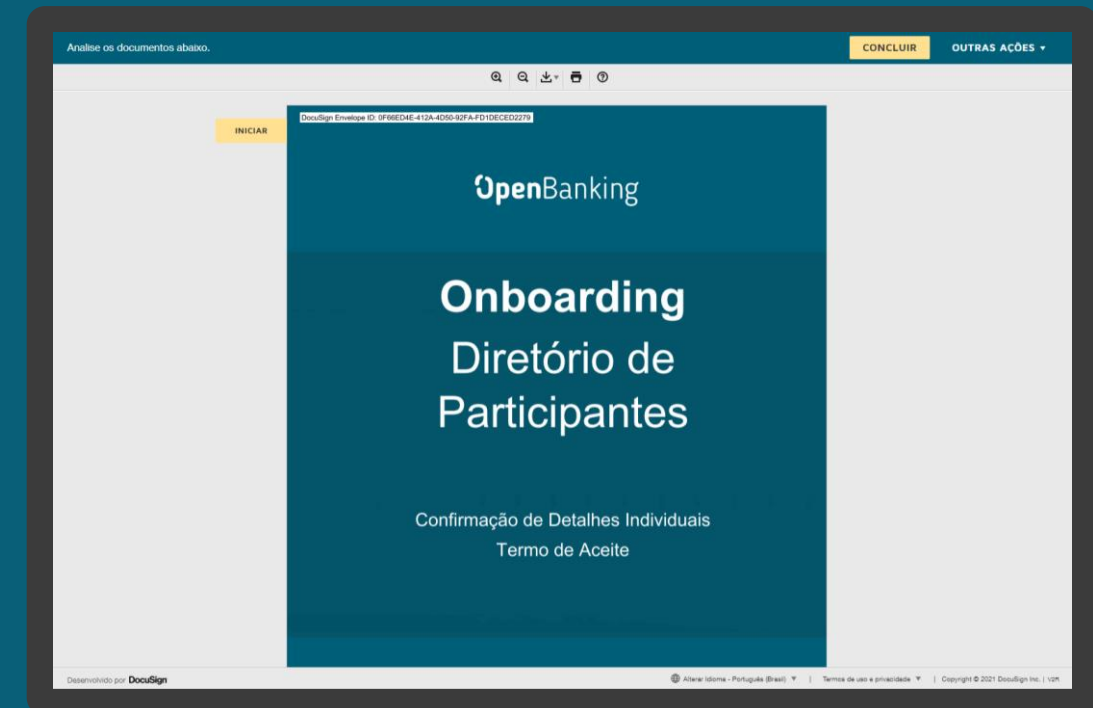 Analise os documentos abaixo.
CONCLUIR
OUTRAS AÇÕES
INICIAR
DocuSign Envelope ID: 0F66ED4E-412A-4D50-92FA-FD1DECED2279
OpenBanking
Onboarding
Diretório de
Participantes
Confirmação de Detalhes Individuais
Termo de Aceite
Desenvolvido por DocuSign
Alterar idioma - Português (Brasil) | Termos de uso e privacidade | Copyright © 2021 DocuSign Inc. | V2R